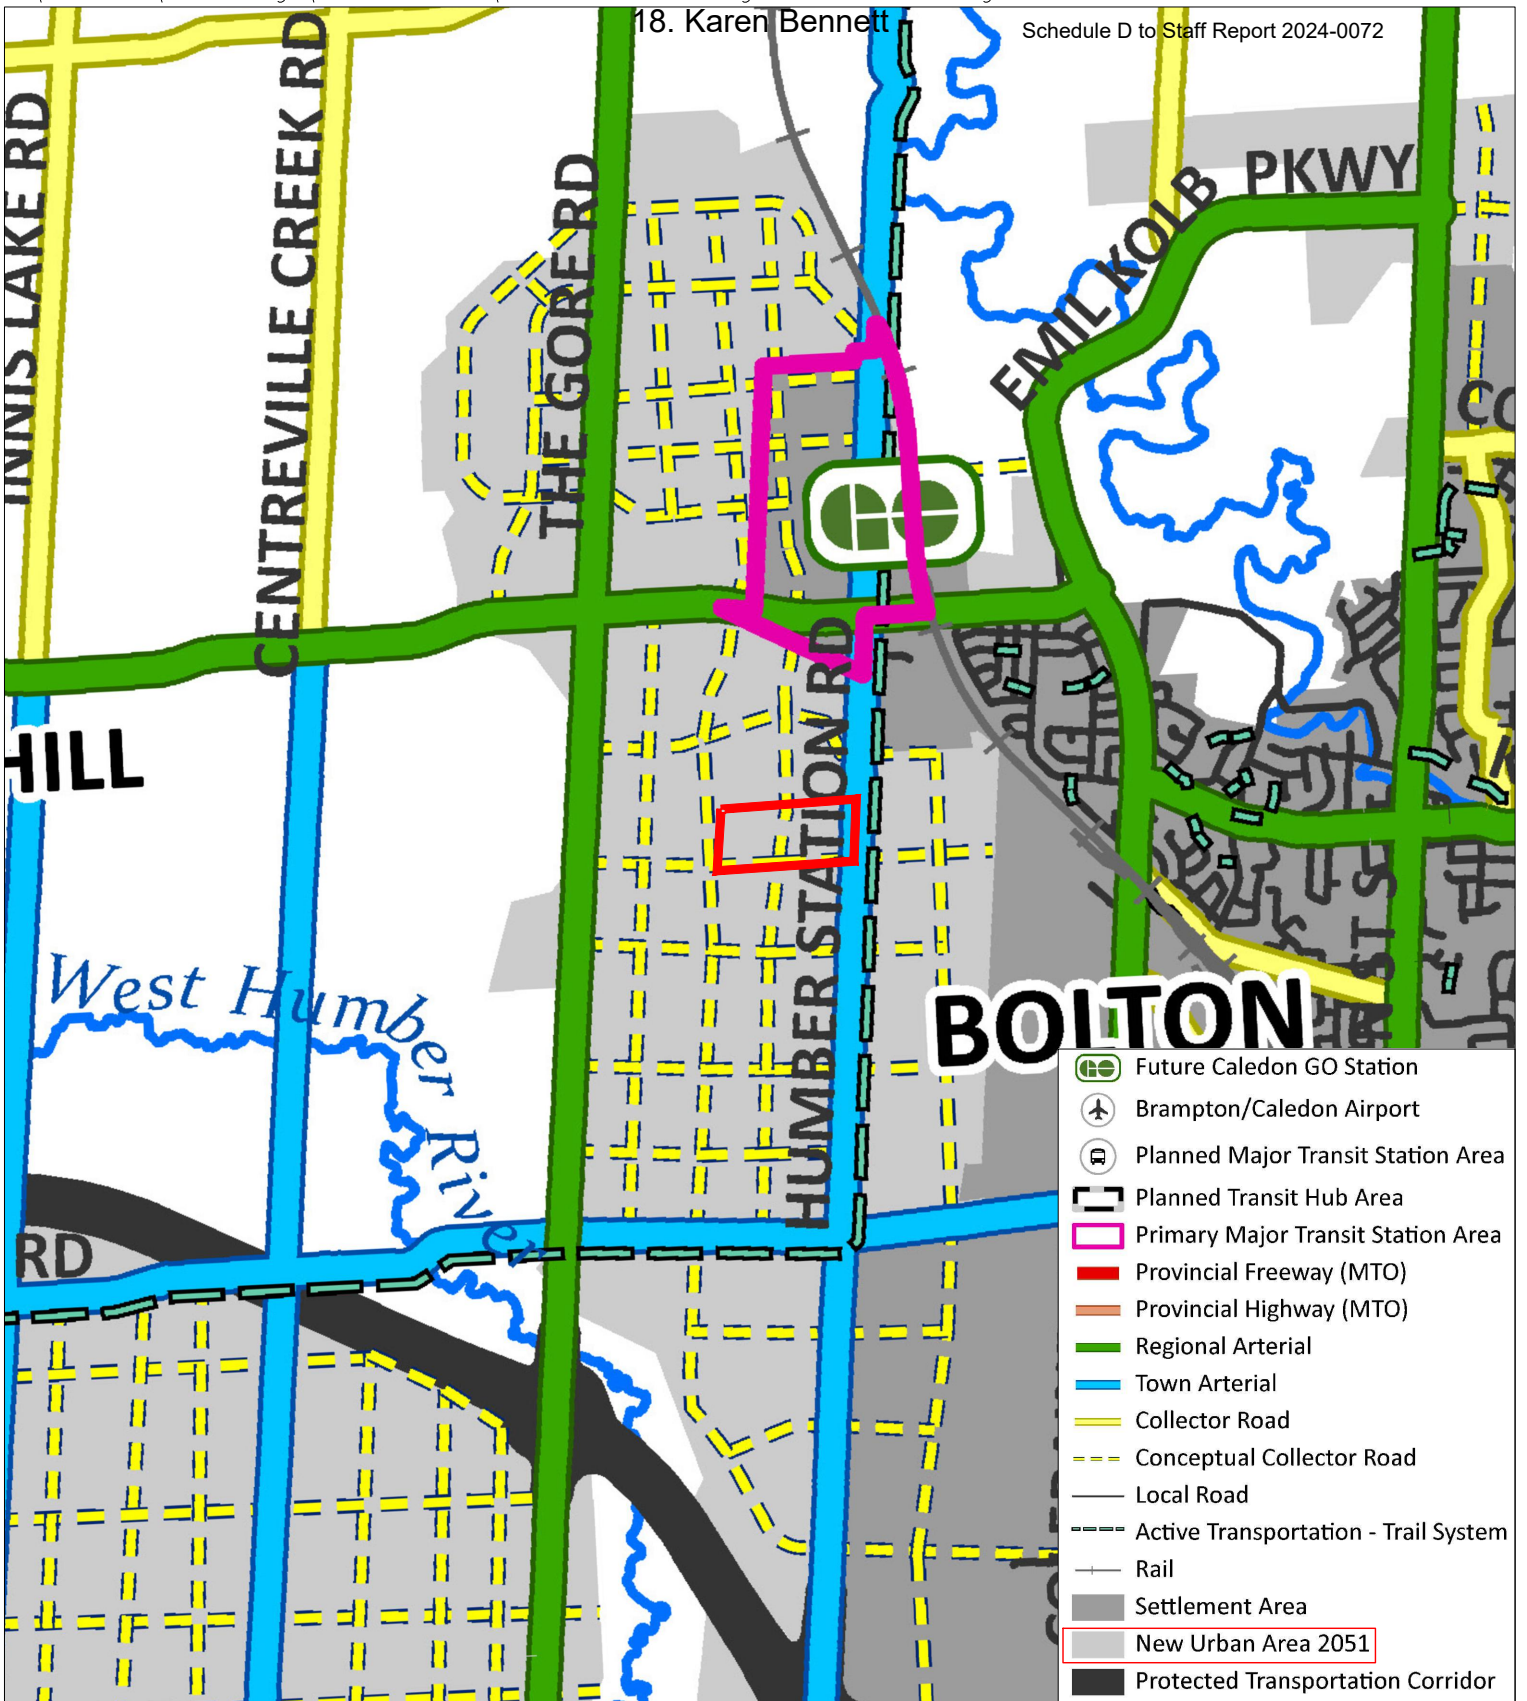 18. Karen Bennett
Schedule D to Staff Report 2024-0072
INNIS LAKE RD
CENTREVILLE CREEK RD
THE GORE RD
EMIL KOLB PKWY
HUMBER STATION RD
HILL
West Humber River
BOLTON
RD
Future Caledon GO Station
Brampton/Caledon Airport
Planned Major Transit Station Area
Planned Transit Hub Area
Primary Major Transit Station Area
Provincial Freeway (MTO)
Provincial Highway (MTO)
Regional Arterial
Town Arterial
Collector Road
Conceptual Collector Road
Local Road
Active Transportation - Trail System
Rail
Settlement Area
New Urban Area 2051
Protected Transportation Corridor